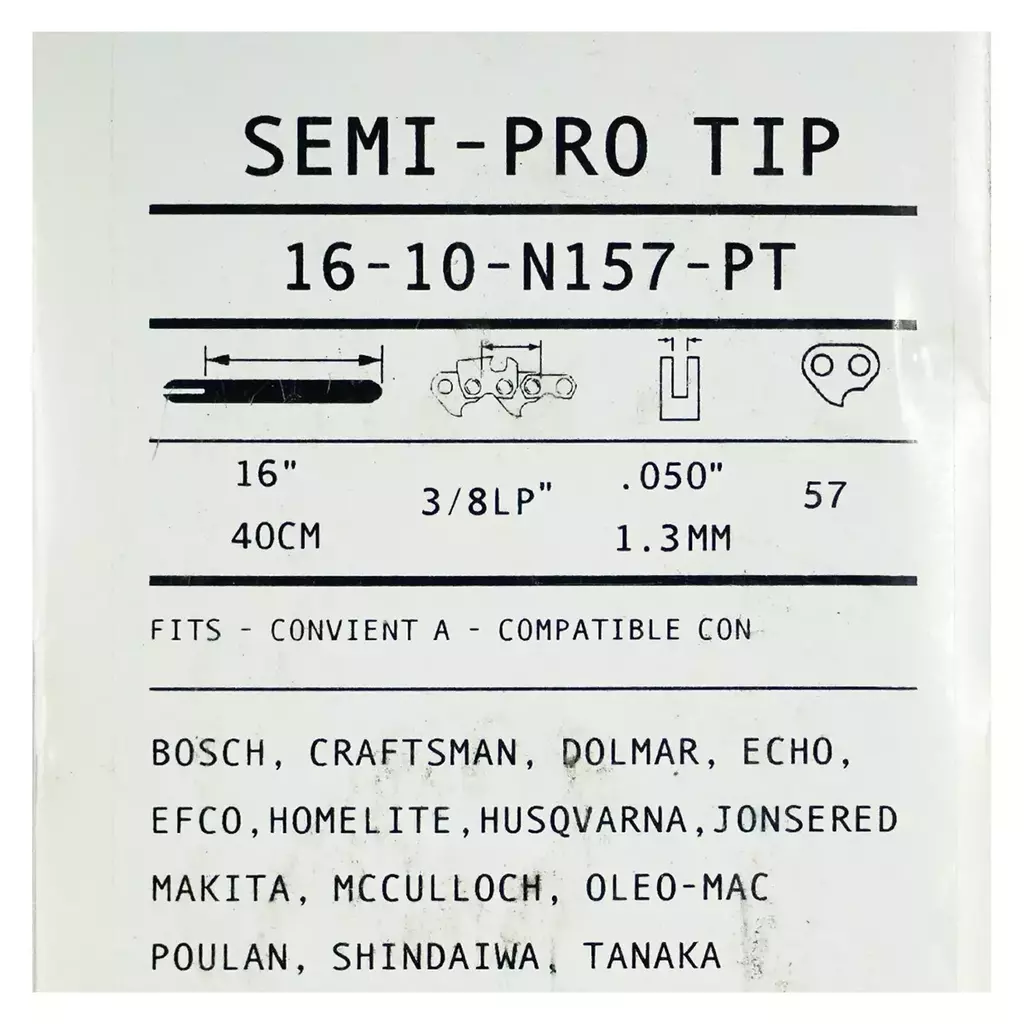 SEMI-PRO TIP
16-10-N157-PT
16" 3/8LP" .050" 57
40CM 1.3MM
FITS - CONVIENT A - COMPATIBLE CON
BOSCH, CRAFTSMAN, DOLMAR, ECHO,
EFCO,HOMELITE,HUSQVARNA,JONSERED
MAKITA, MCCULLOCH, OLEO-MAC
POULAN, SHINDAIWA, TANAKA